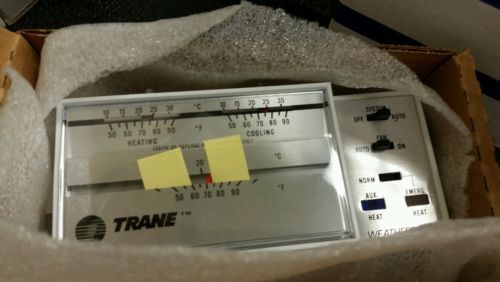 10 15 20 25 30 °C 10 15 20 25 30
50 60 70 80 90 °F 50 60 70 80 90
HEATING COOLING
20 °C
50 60 70 80 90 °F
TRANE™
SYSTEM
OFF AUTO
FAN
AUTO ON
NORM
AUX EMERG
HEAT HEAT